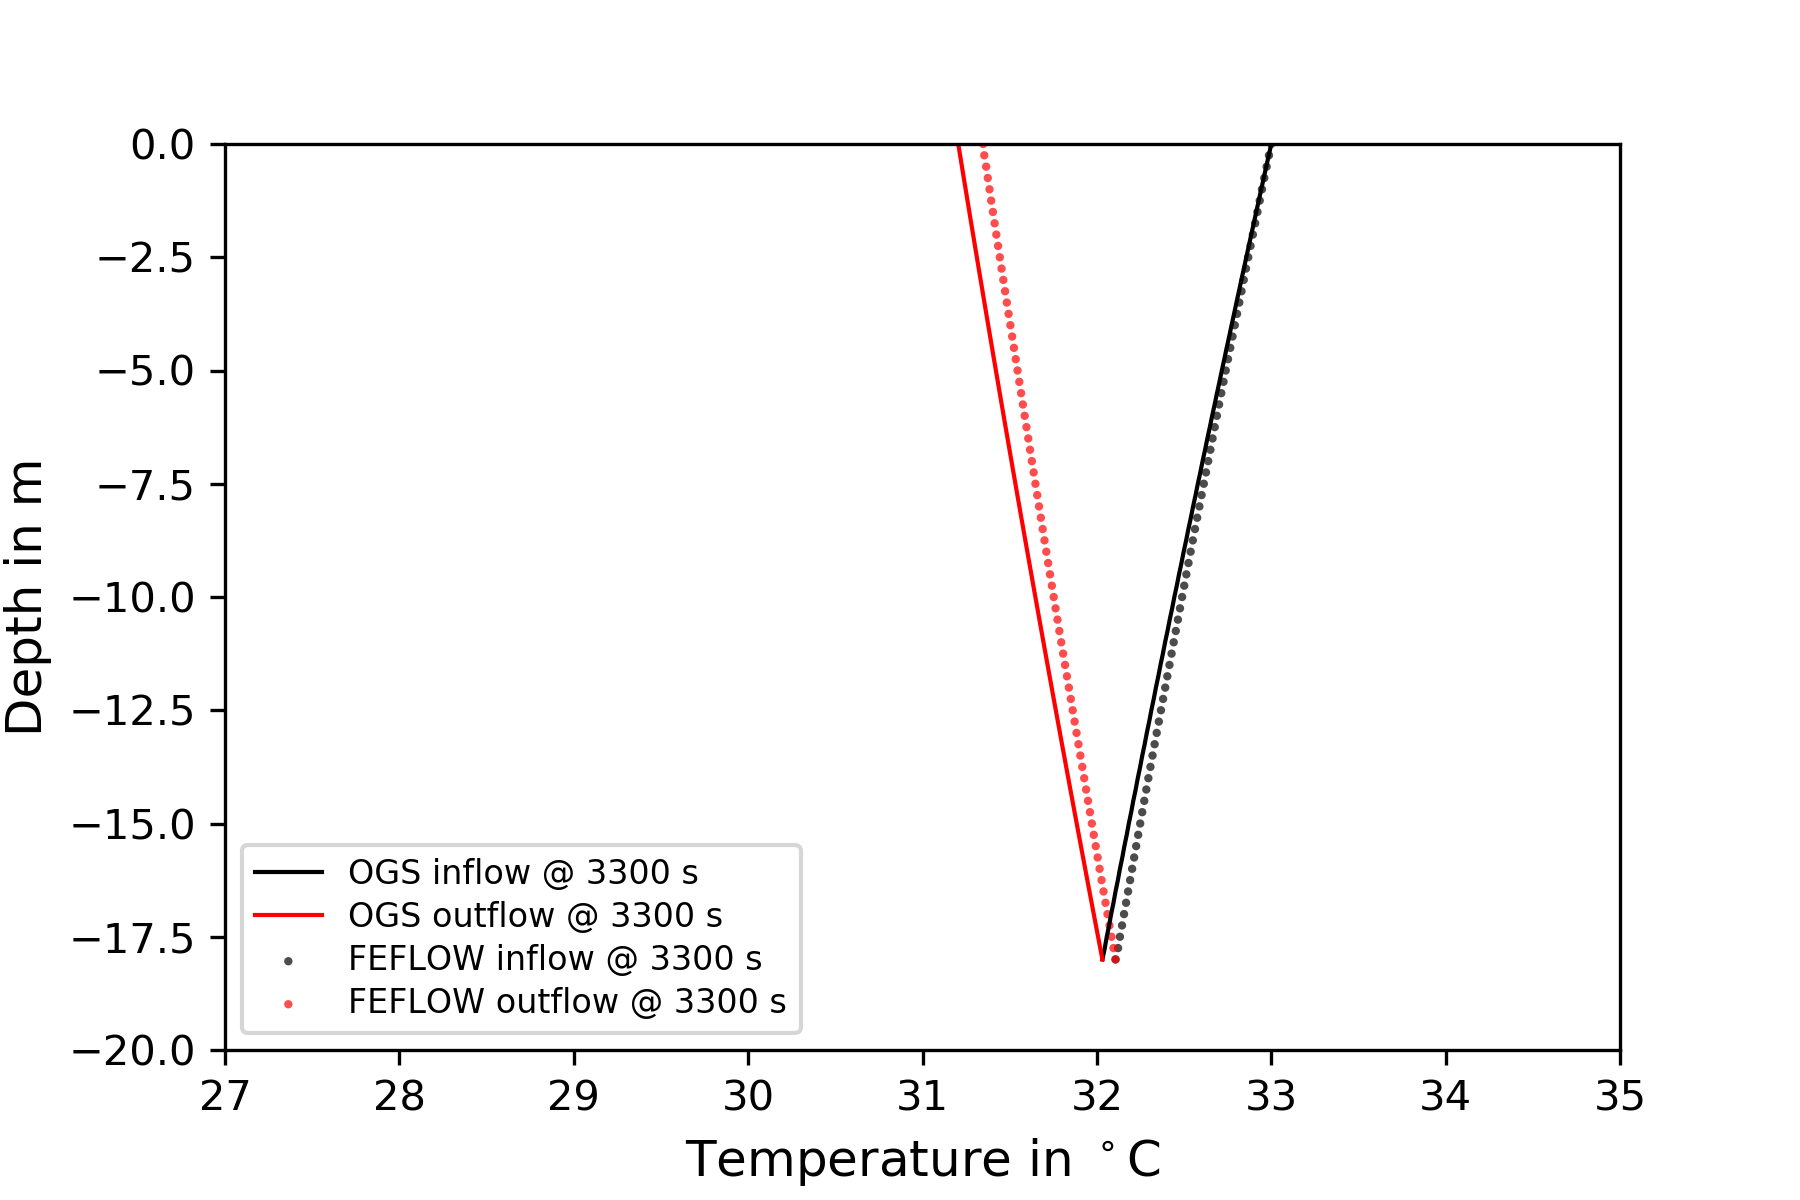 0.0
−2.5
−5.0
−7.5
−10.0
−12.5
−15.0
−17.5
−20.0
Depth in m
OGS inflow @ 3300 s
OGS outflow @ 3300 s
FEFLOW inflow @ 3300 s
FEFLOW outflow @ 3300 s
27 28 29 30 31 32 33 34 35
Temperature in °C